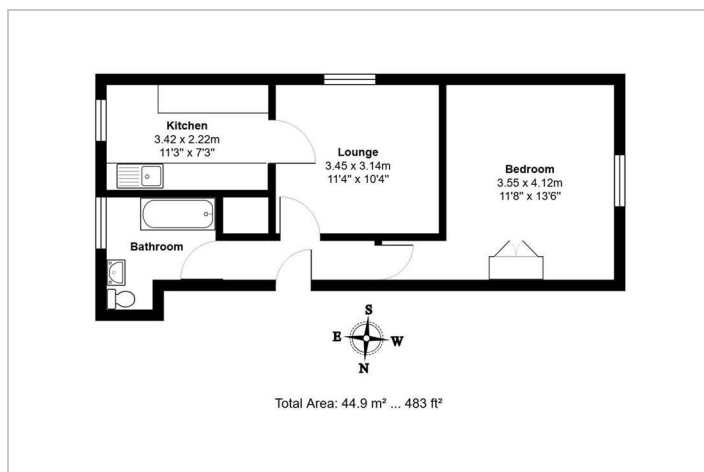 Kitchen
3.42 x 2.22m
11'3" x 7'3"
Lounge
3.45 x 3.14m
11'4" x 10'4"
Bedroom
3.55 x 4.12m
11'8" x 13'6"
Bathroom
S
E W
N
Total Area: 44.9 m² ... 483 ft²